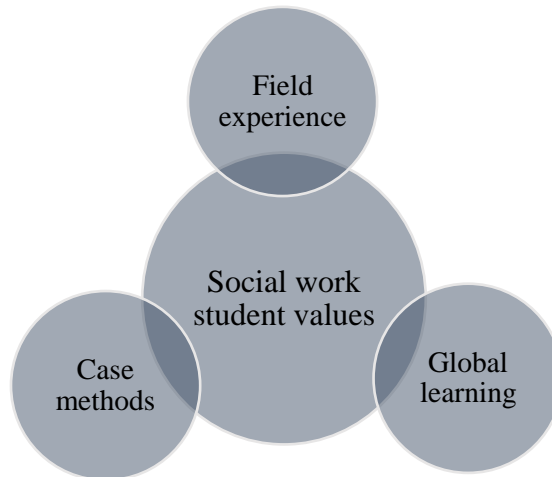 Field
experience
Social work
student values
Case
methods
Global
learning